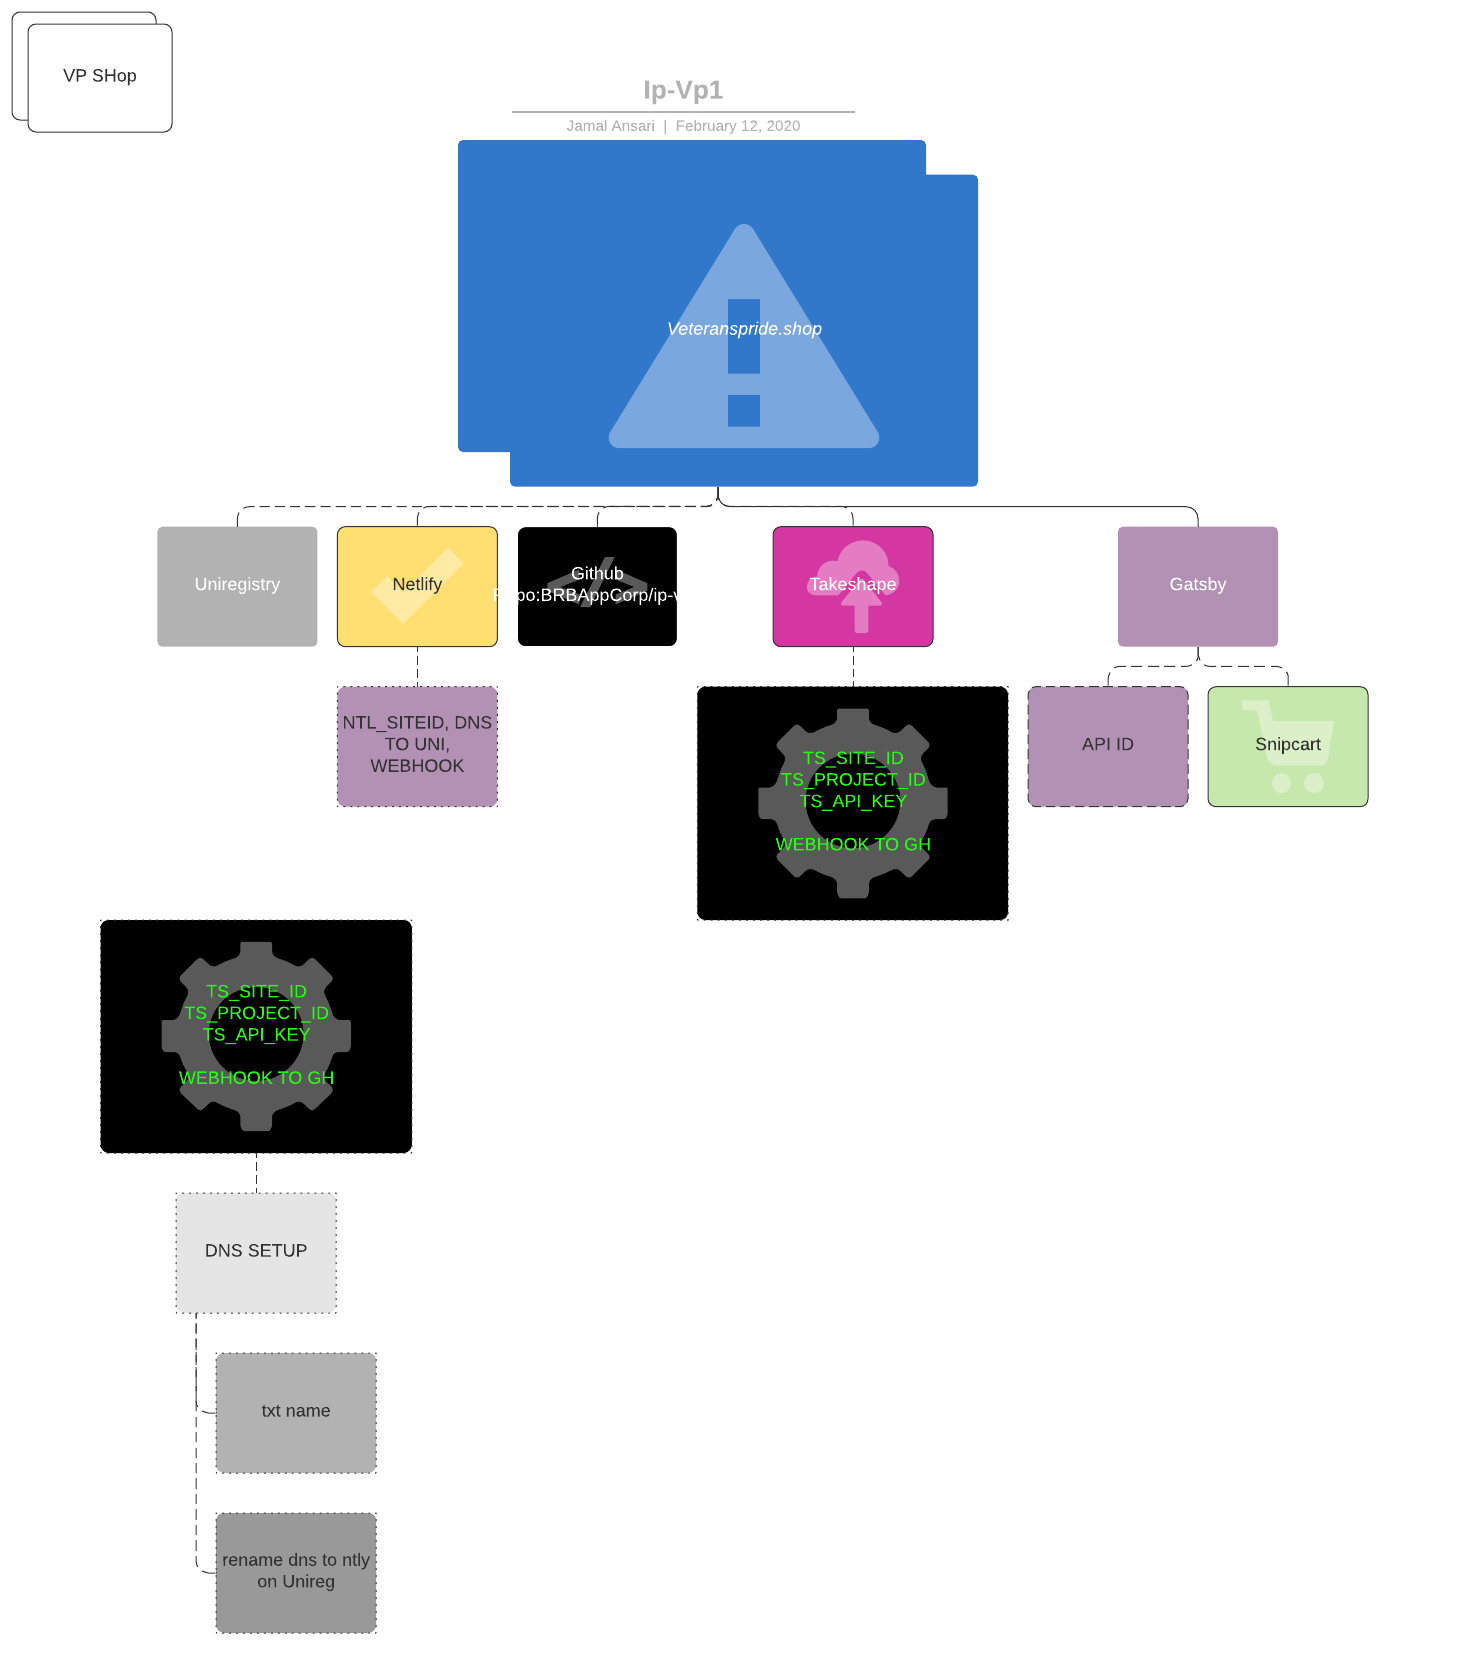 VP SHop
Ip-Vp1
Jamal Ansari | February 12, 2020
Veteranspride.shop
Uniregistry
Netlify
Github
po:BRBAppCorp/ip-v
Takeshape
Gatsby
NTL_SITEID, DNS
TO UNI,
WEBHOOK
TS_SITE_ID
TS_PROJECT_ID
TS_API_KEY
WEBHOOK TO GH
API ID
Snipcart
TS_SITE_ID
TS_PROJECT_ID
TS_API_KEY
WEBHOOK TO GH
DNS SETUP
txt name
rename dns to ntly
on Unireg